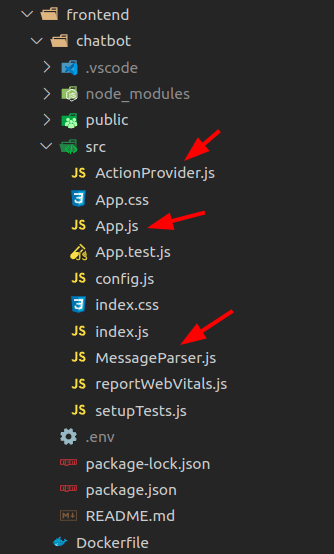 frontend
chatbot
.vscode
node_modules
public
src
JS ActionProvider.js
App.css
JS App.js
App.test.js
JS config.js
index.css
JS index.js
JS MessageParser.js
JS reportWebVitals.js
JS setupTests.js
.env
package-lock.json
package.json
README.md
Dockerfile